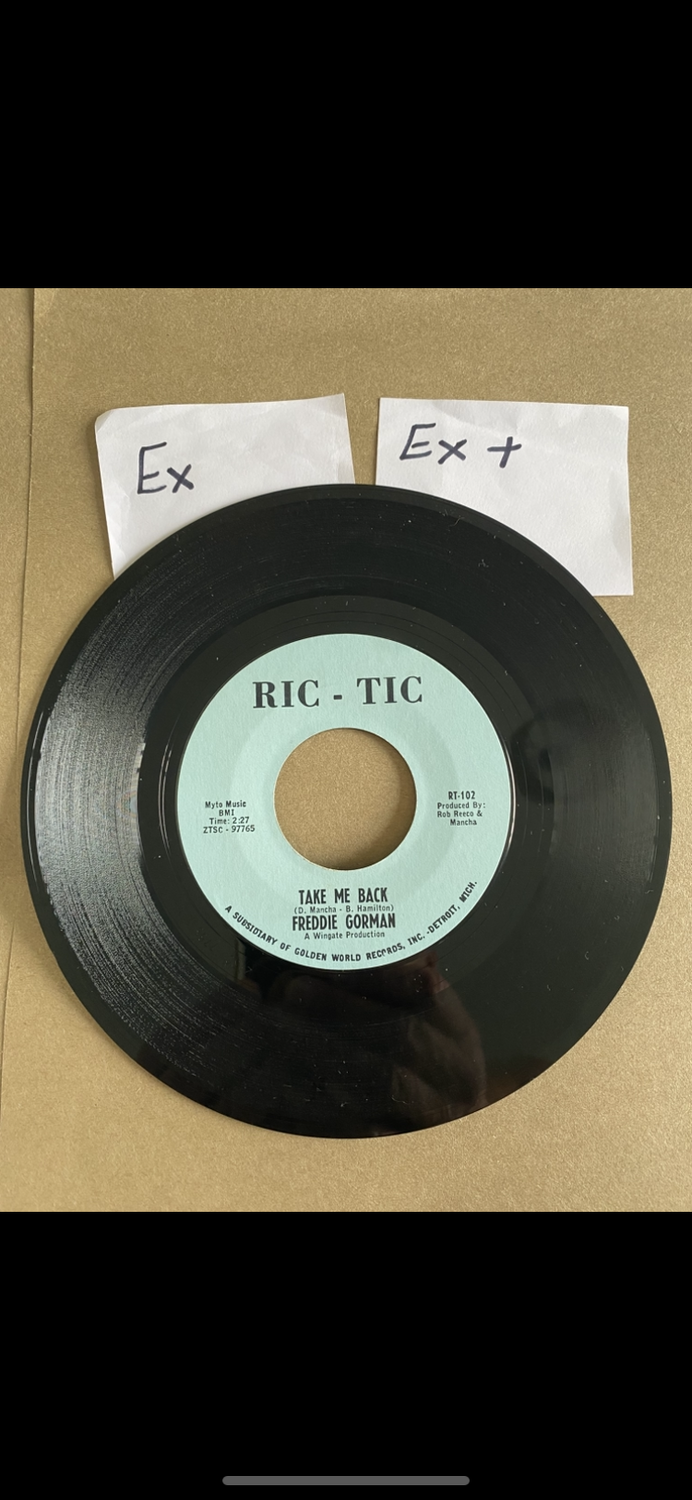 Ex
Ex +
RIC - TIC
Myto Music
BMI
Time: 2:27
ZTSC - 97765
RT-102
Produced By:
Rob Reeco &
Mancha
TAKE ME BACK
(D. Mancha - B. Hamilton)
FREDDIE GORMAN
A Wingate Production
A SUBSIDIARY OF GOLDEN WORLD RECORDS, INC. - DETROIT, MICH.